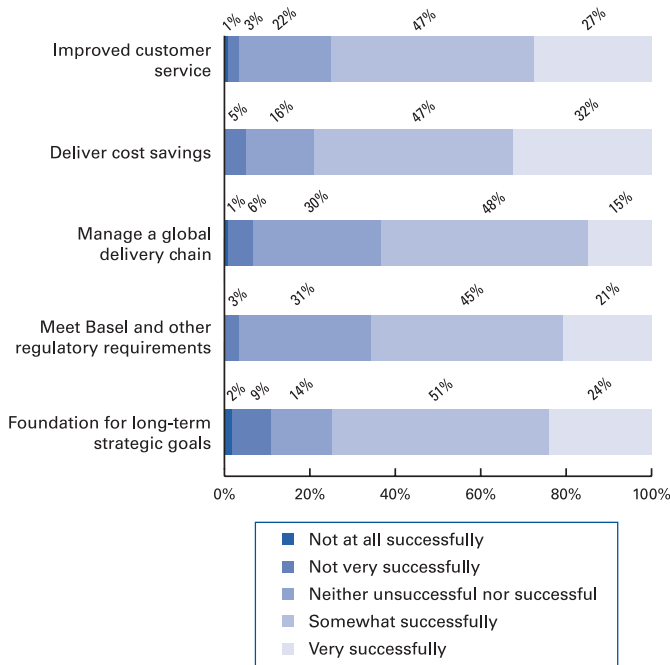 1% 3% 22% 47% 27%
Improved customer
service
5% 16% 47% 32%
Deliver cost savings
1% 6% 30% 48% 15%
Manage a global
delivery chain
3% 31% 45% 21%
Meet Basel and other
regulatory requirements
2% 9% 14% 51% 24%
Foundation for long-term
strategic goals
0% 20% 40% 60% 80% 100%
Not at all successfully
Not very successfully
Neither unsuccessful nor successful
Somewhat successfully
Very successfully